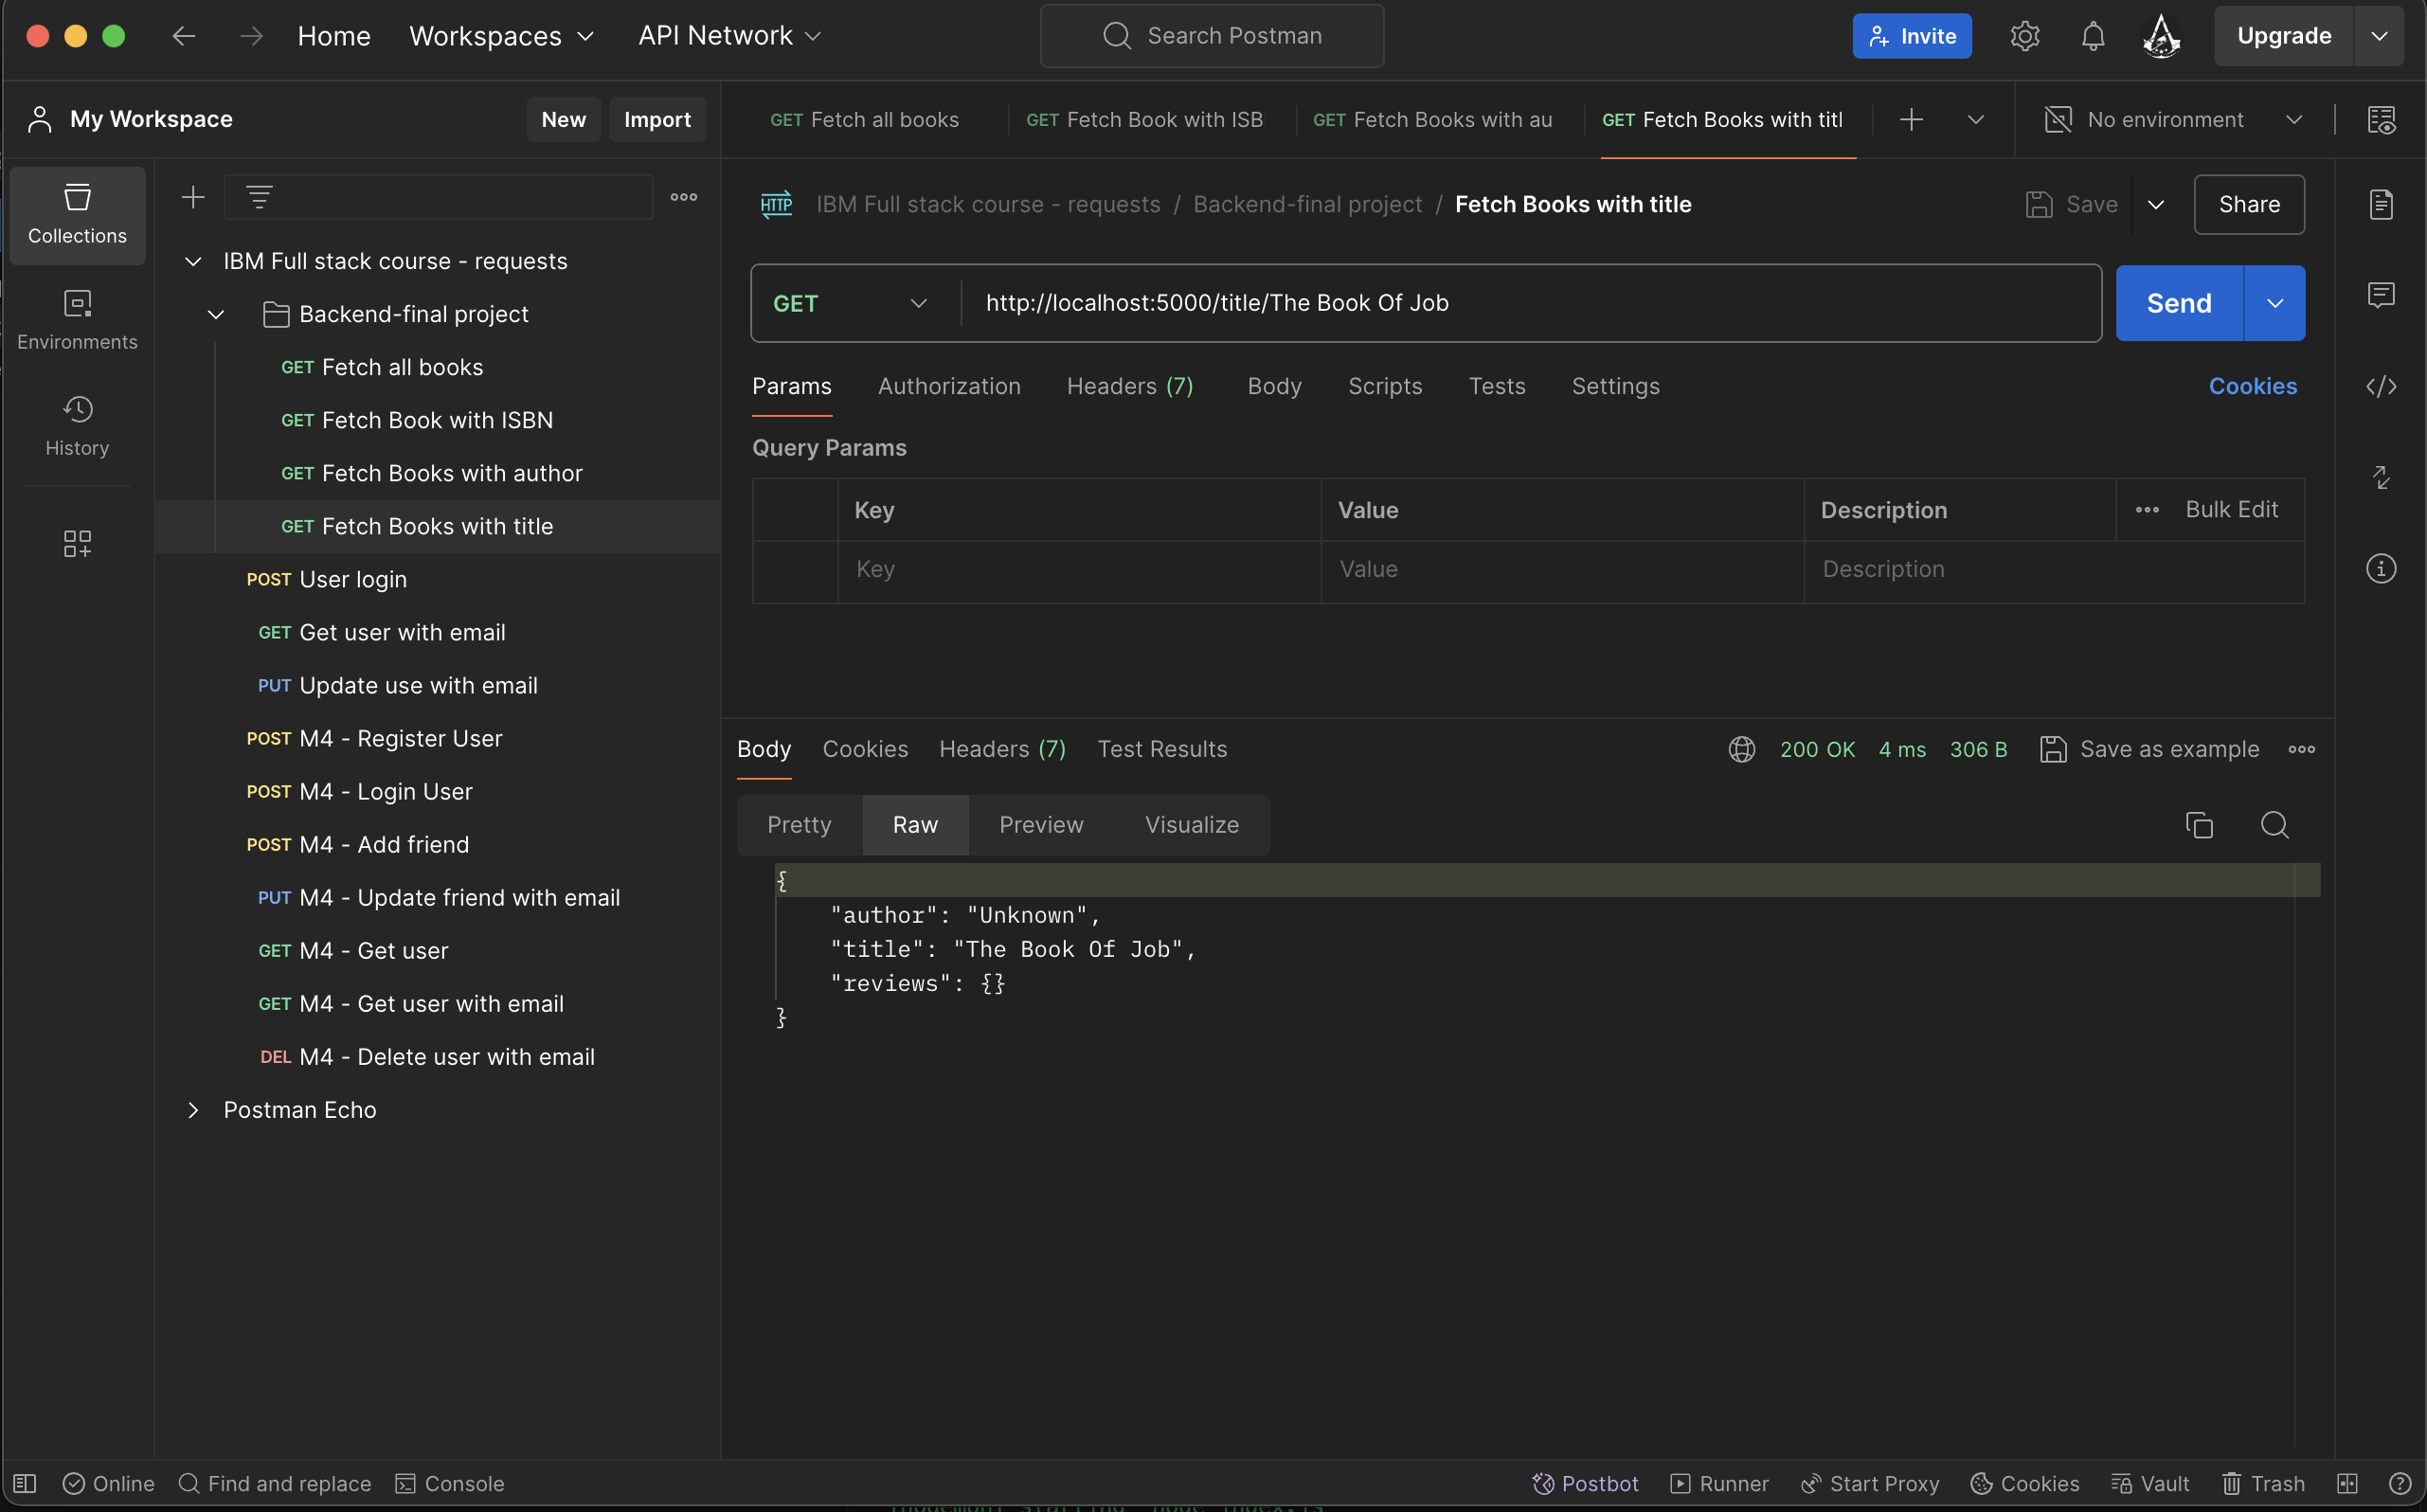 Home Workspaces API Network Search Postman Invite Upgrade
My Workspace New Import
GET Fetch all books GET Fetch Book with ISB GET Fetch Books with au GET Fetch Books with titl No environment
Collections
Environments
History
IBM Full stack course - requests
Backend-final project
GET Fetch all books
GET Fetch Book with ISBN
GET Fetch Books with author
GET Fetch Books with title
POST User login
GET Get user with email
PUT Update use with email
POST M4 - Register User
POST M4 - Login User
POST M4 - Add friend
PUT M4 - Update friend with email
GET M4 - Get user
GET M4 - Get user with email
DEL M4 - Delete user with email
Postman Echo
HTTP IBM Full stack course - requests / Backend-final project / Fetch Books with title Save Share
GET http://localhost:5000/title/The Book Of Job Send
Params Authorization Headers (7) Body Scripts Tests Settings Cookies
Query Params
Key Value Description Bulk Edit
Key Value Description
Body Cookies Headers (7) Test Results 200 OK 4 ms 306 B Save as example
Pretty Raw Preview Visualize
{
"author": "Unknown",
"title": "The Book Of Job",
"reviews": {}
}
Online Find and replace Console Postbot Runner Start Proxy Cookies Vault Trash